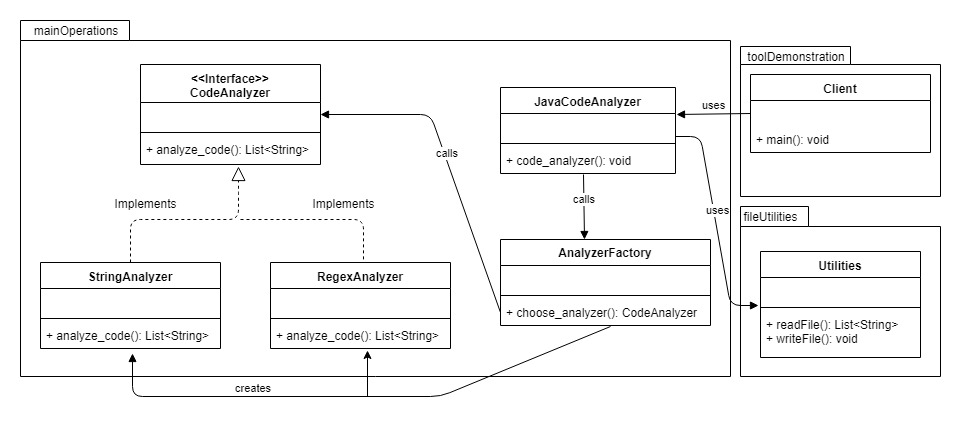 mainOperations
<<Interface>>
CodeAnalyzer
+ analyze_code(): List<String>
JavaCodeAnalyzer
+ code_analyzer(): void
uses
toolDemonstration
Client
+ main(): void
calls
calls
Implements
Implements
uses
fileUtilities
StringAnalyzer
+ analyze_code(): List<String>
RegexAnalyzer
+ analyze_code(): List<String>
AnalyzerFactory
+ choose_analyzer(): CodeAnalyzer
Utilities
+ readFile(): List<String>
+ writeFile(): void
creates